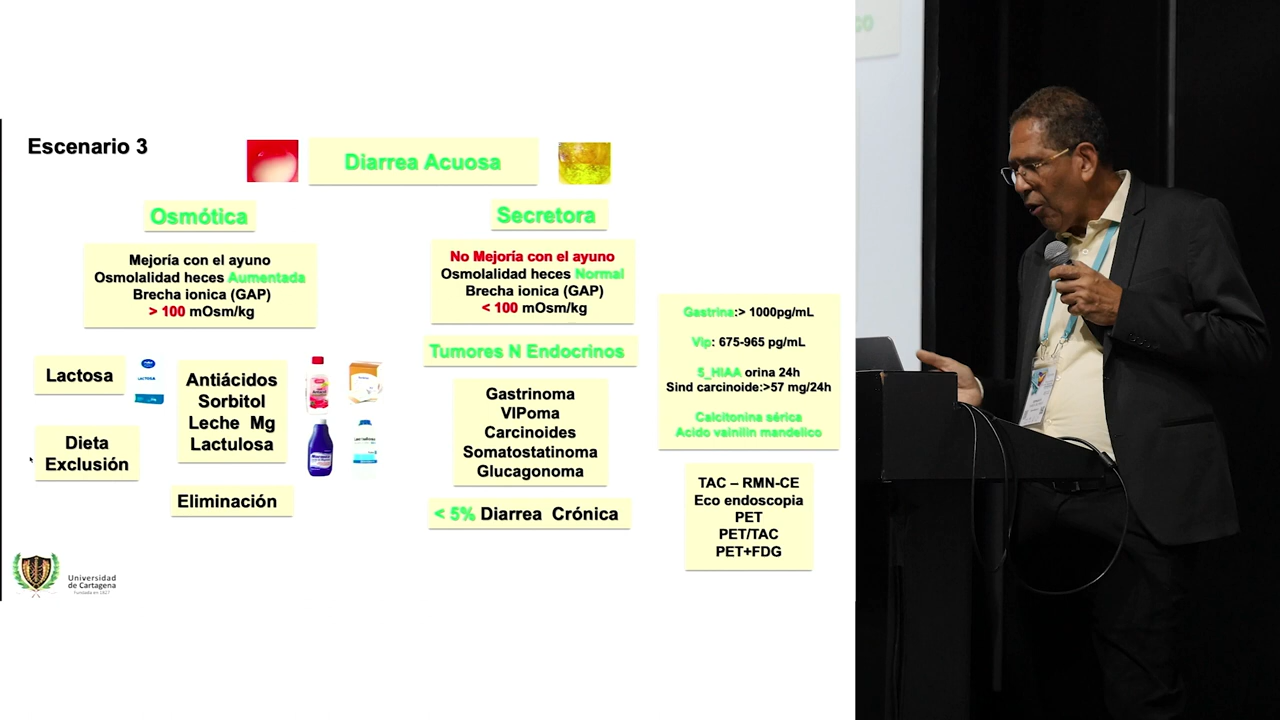 Escenario 3
Diarrea Acuosa
Osmótica
Mejoría con el ayuno
Osmolalidad heces Aumentada
Brecha ionica (GAP)
> 100 mOsm/kg
Lactosa
Dieta
Exclusión
Antiácidos
Sorbitol
Leche Mg
Lactulosa
Eliminación
Secretora
No Mejoría con el ayuno
Osmolalidad heces Normal
Brecha ionica (GAP)
< 100 mOsm/kg
Tumores N Endocrinos
Gastrinoma
VIPoma
Carcinoides
Somatostatinoma
Glucagonoma
< 5% Diarrea Crónica
Gastrina:> 1000pg/mL
Vip: 675-965 pg/mL
5_HIAA orina 24h
Sind carcinoide:>57 mg/24h
Calcitonina sérica
Acido vainilin mandelico
TAC – RMN-CE
Eco endoscopia
PET
PET/TAC
PET+FDG
Universidad
de Cartagena
Fundada en 1827